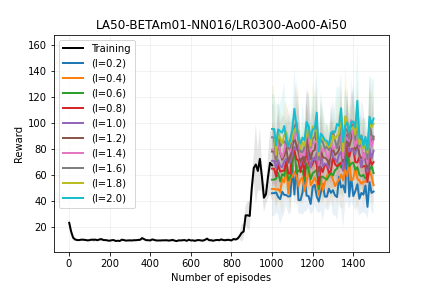 LA50-BETAm01-NN016/LR0300-Ao00-Ai50
Reward
160
140
120
100
80
60
40
20
Training
(l=0.2)
(l=0.4)
(l=0.6)
(l=0.8)
(l=1.0)
(l=1.2)
(l=1.4)
(l=1.6)
(l=1.8)
(l=2.0)
0 200 400 600 800 1000 1200 1400
Number of episodes